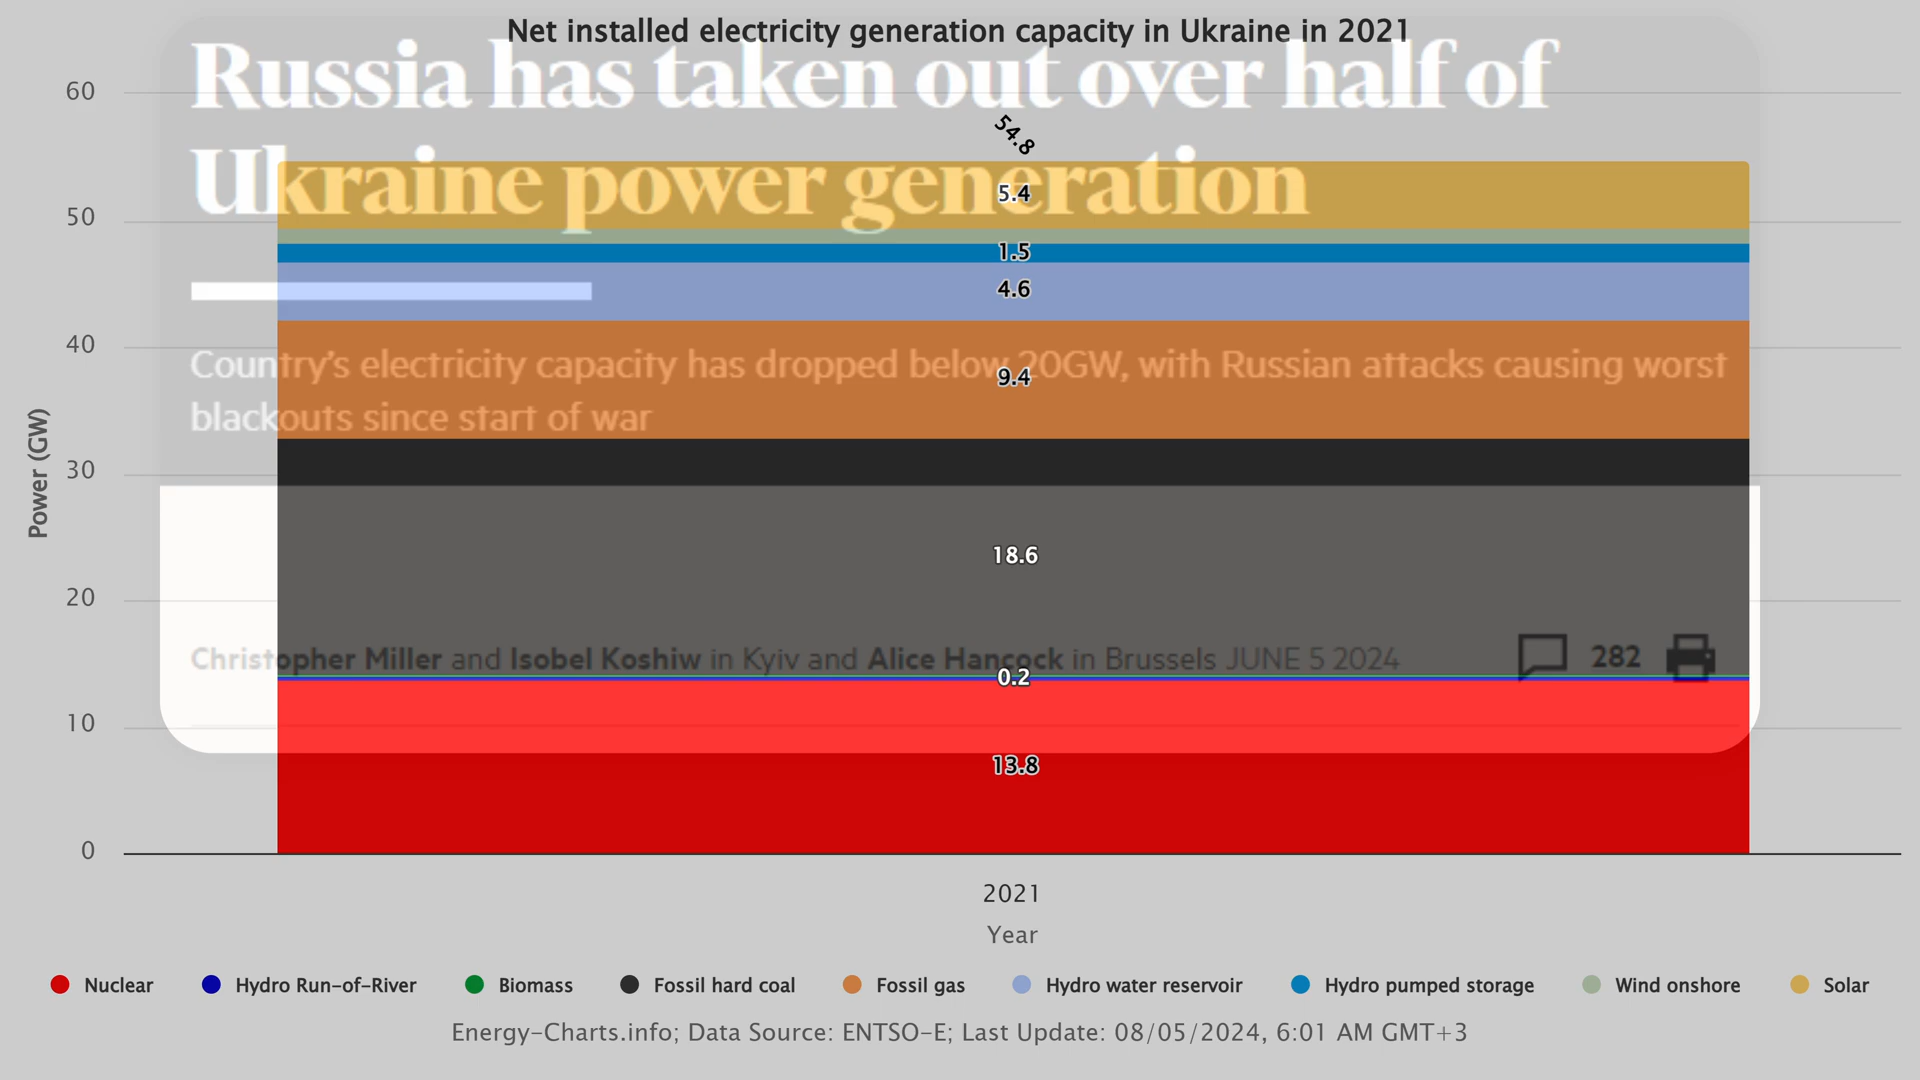 Net installed electricity generation capacity in Ukraine in 2021
Russia has taken out over half of
Ukraine power generation
Country's electricity capacity has dropped below 20GW, with Russian attacks causing worst
blackouts since start of war
Christopher Miller and Isobel Koshiw in Kyiv and Alice Hancock in Brussels JUNE 5 2024
282
Power (GW)
60
50
40
30
20
10
0
54.8
5.4
1.5
4.6
9.4
18.6
0.2
13.8
2021
Year
Nuclear Hydro Run-of-River Biomass Fossil hard coal Fossil gas Hydro water reservoir Hydro pumped storage Wind onshore Solar
Energy-Charts.info; Data Source: ENTSO-E; Last Update: 08/05/2024, 6:01 AM GMT+3